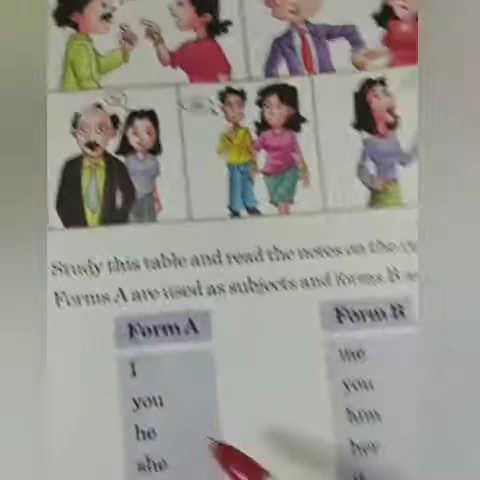 Study this table and read the notes on the
Forms A are used as subjects and forms B
Form A
Form B
I
me
you
you
he
him
she
her